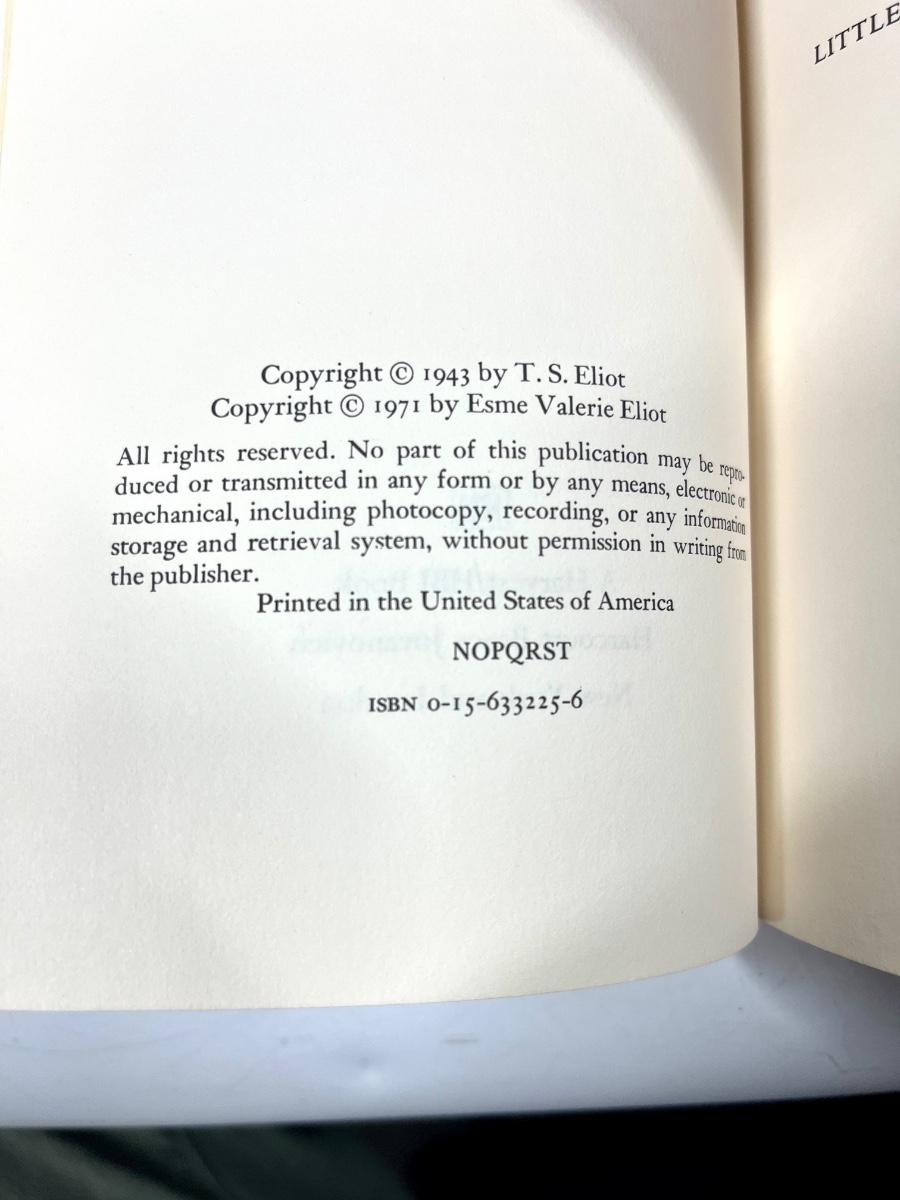 Copyright © 1943 by T. S. Eliot
Copyright © 1971 by Esme Valerie Eliot
All rights reserved. No part of this publication may be repro-
duced or transmitted in any form or by any means, electronic or
mechanical, including photocopy, recording, or any information
storage and retrieval system, without permission in writing from
the publisher.
Printed in the United States of America
NOPQRST
ISBN 0-15-633225-6
LITTLE